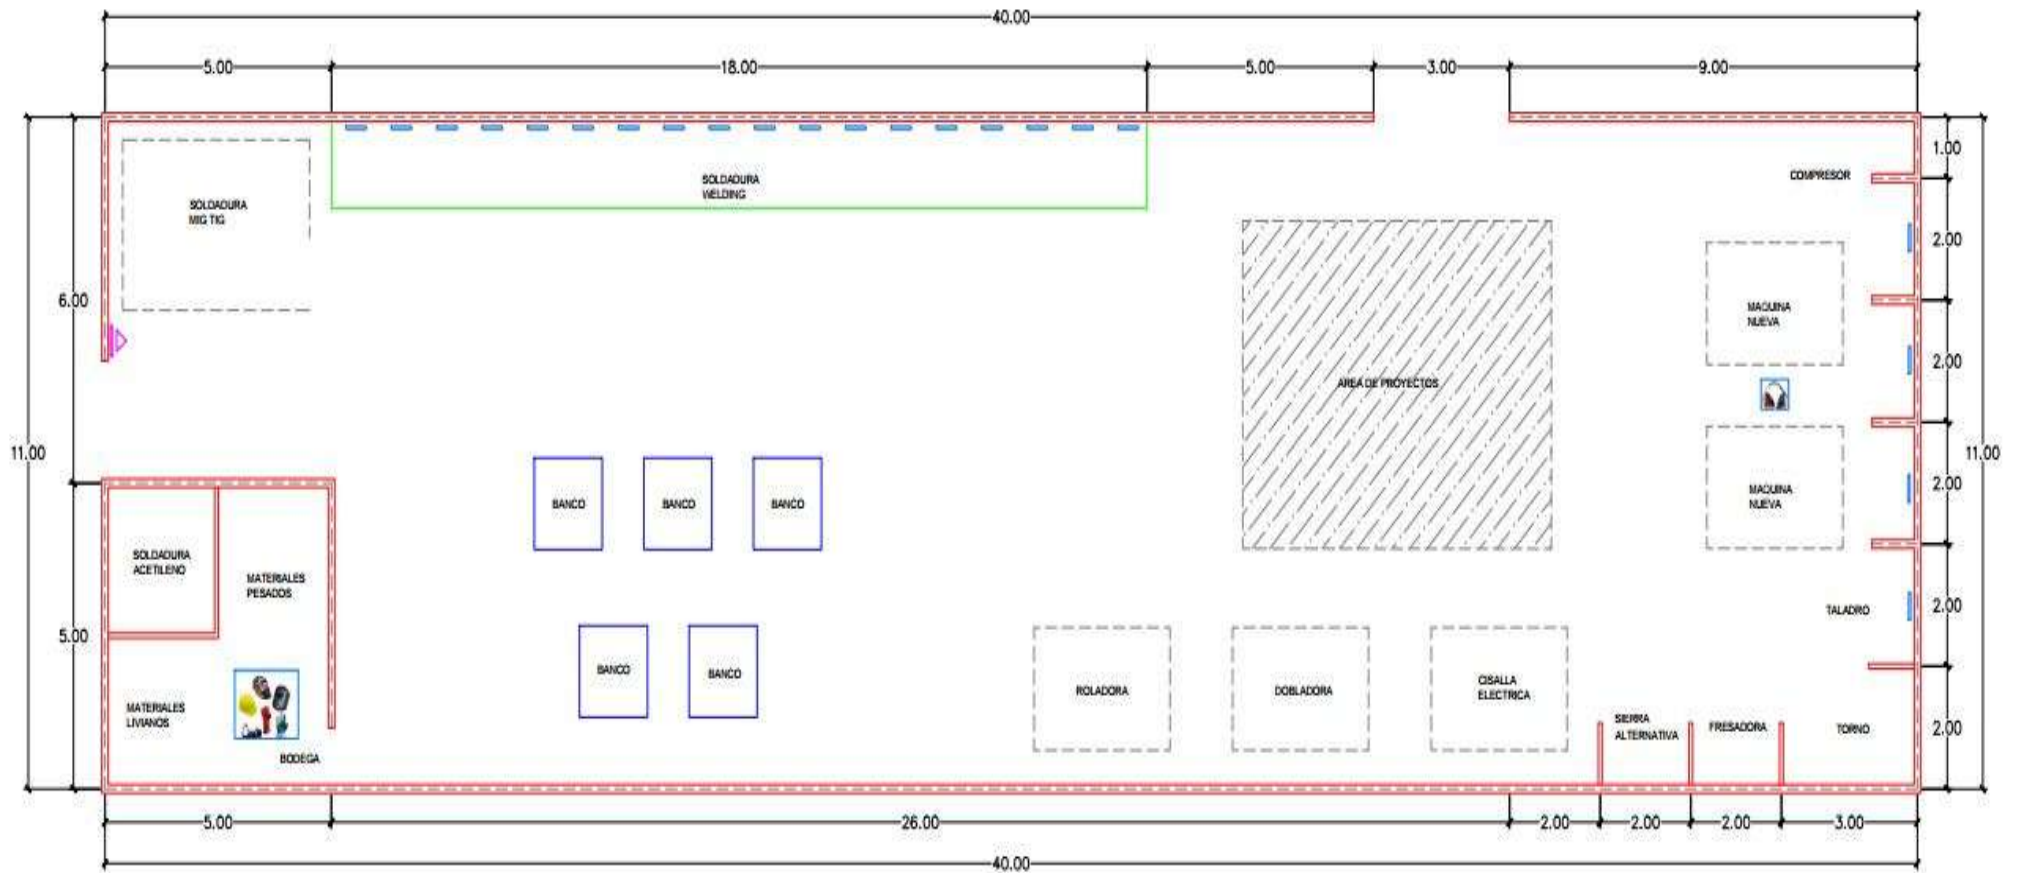 40.00
5.00
18.00
5.00
3.00
9.00
1.00
COMPRESOR
SOLDADURA
WELDING
SOLDADURA
MIG TIG
2.00
6.00
MAQUINA
NUEVA
2.00
AREA DE PROYECTOS
11.00
11.00
2.00
MAQUINA
NUEVA
BANCO
BANCO
BANCO
SOLDADURA
ACETILENO
MATERIALES
PESADOS
2.00
TALADRO
5.00
BANCO
BANCO
ROLADORA
DOBLADORA
CISALLA
ELECTRICA
MATERIALES
LIVIANOS
SIERRA
ALTERNATIVA
FRESADORA
TORNO
2.00
BODEGA
5.00
26.00
2.00
2.00
2.00
3.00
40.00